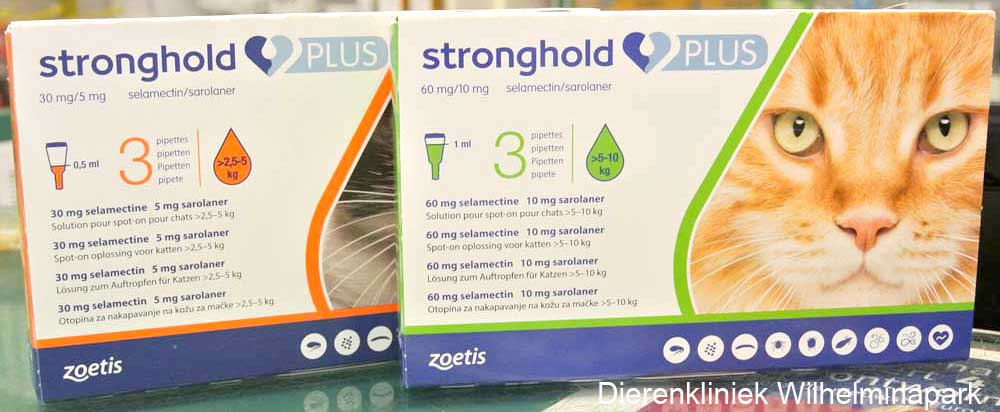 stronghold PLUS
30 mg/5 mg selamectin/sarolaner
0,5 ml
3
pipettes
pipetten
Pipetten
pipete
>2,5-5
kg
30 mg selamectine 5 mg sarolaner
Solution pour spot-on pour chats >2,5–5 kg
30 mg selamectine 5 mg sarolaner
Spot-on oplossing voor katten >2,5–5 kg
30 mg selamectin 5 mg sarolaner
Lösung zum Auftropfen für Katzen >2,5–5 kg
30 mg selamectin 5 mg sarolaner
Otopina za nakapavanje na kožu za mačke >2,5–5 kg
zoetis
stronghold PLUS
60 mg/10 mg selamectin/sarolaner
1 ml
3
pipettes
pipetten
Pipetten
pipete
>5-10
kg
60 mg selamectine 10 mg sarolaner
Solution pour spot-on pour chats >5–10 kg
60 mg selamectine 10 mg sarolaner
Spot-on oplossing voor katten >5–10 kg
60 mg selamectin 10 mg sarolaner
Lösung zum Auftropfen für Katzen >5–10 kg
60 mg selamectin 10 mg sarolaner
Otopina za nakapavanje na kožu za mačke >5–10 kg
zoetis
Dierenkliniek Wilhelminapark